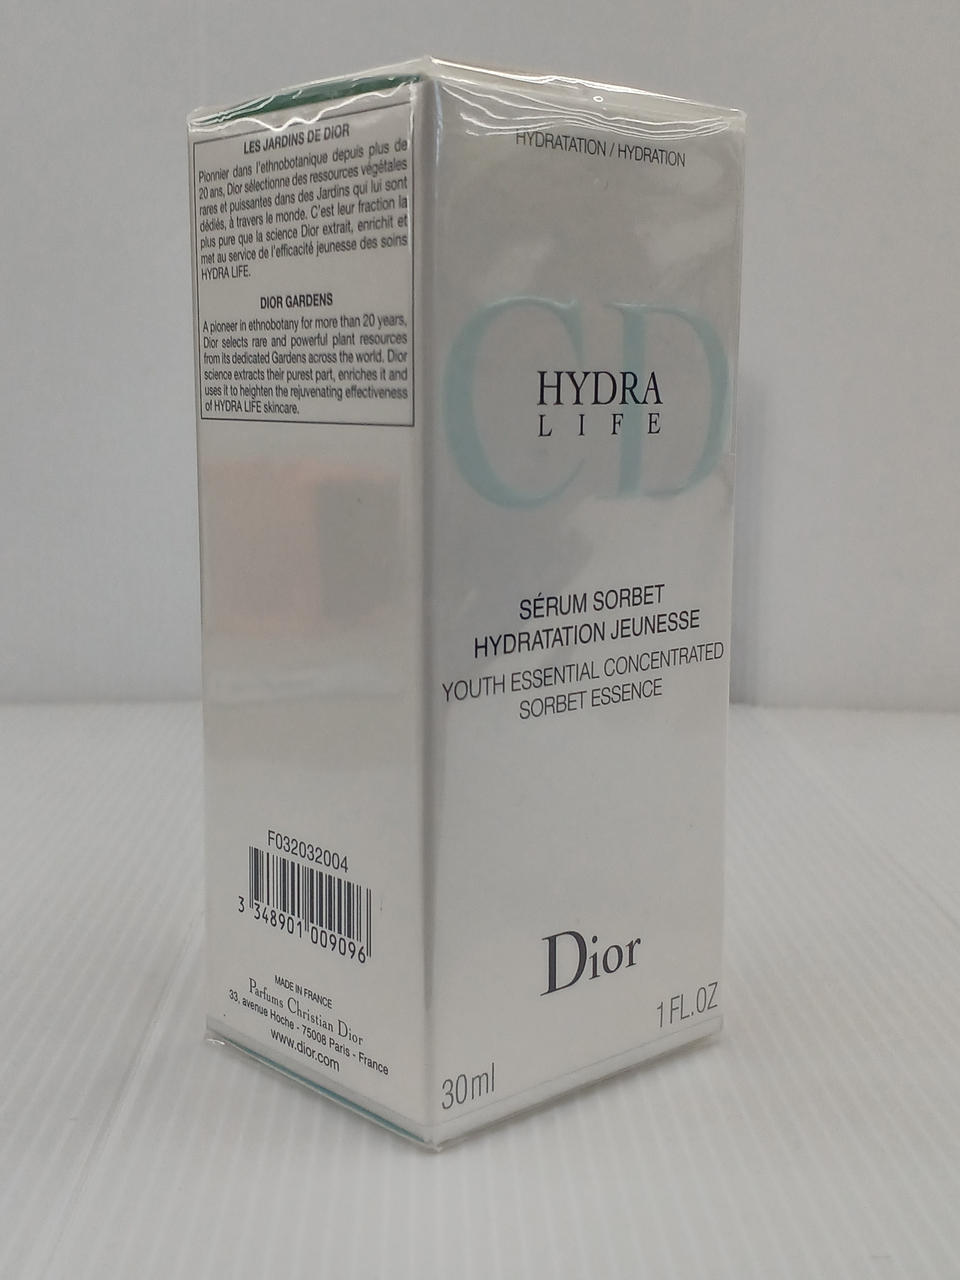 LES JARDINS DE DIOR
Pionnier dans l'ethnobotanique depuis plus de
20 ans, Dior sélectionne des ressources végétales
rares et puissantes dans des Jardins qui lui sont
dédiés, à travers le monde. C'est leur fraction la
plus pure que la science Dior extrait, enrichit et
met au service de l'efficacité jeunesse des soins
HYDRA LIFE.
DIOR GARDENS
A pioneer in ethnobotany for more than 20 years,
Dior selects rare and powerful plant resources
from its dedicated Gardens across the world. Dior
science extracts their purest part, enriches it and
uses it to heighten the rejuvenating effectiveness
of HYDRA LIFE skincare.
F032032004
3 348901 009096
MADE IN FRANCE
Parfums Christian Dior
33, avenue Hoche - 75008 Paris - France
www.dior.com
HYDRATATION / HYDRATION
CD
HYDRA
LIFE
SÉRUM SORBET
HYDRATATION JEUNESSE
YOUTH ESSENTIAL CONCENTRATED
SORBET ESSENCE
Dior
30ml 1 FL.OZ